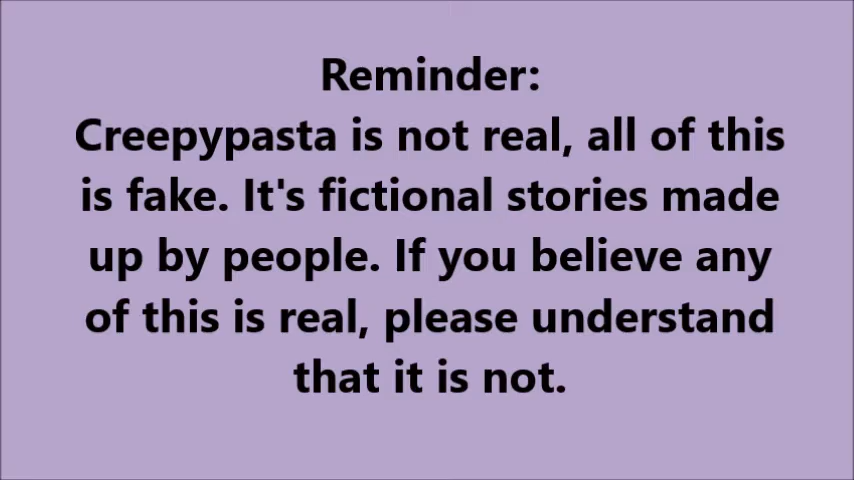 Reminder:
Creepypasta is not real, all of this
is fake. It's fictional stories made
up by people. If you believe any
of this is real, please understand
that it is not.